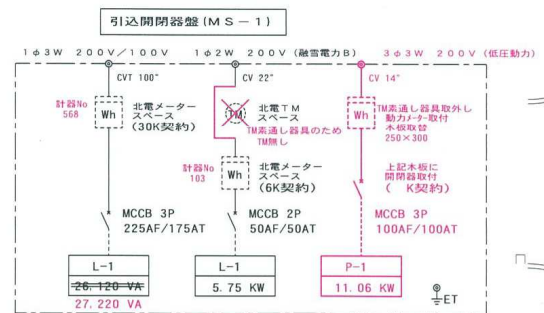 引込開閉器盤(MS-1)
1φ3W 200V/100V
1φ2W 200V(融雪電力B)
3φ3W 200V(低圧動力)
CVT 100°
CV 22°
CV 14°
計器No
568
Wh
北電メーター
スペース
(30K契約)
TM
北電TM
スペース
TM素通し器具のため
TM無し
計器No
103
Wh
北電メーター
スペース
(6K契約)
Wh
TM素通し器具取外し
動力メーター取付
木板取替
250×300
上記木板に
開閉器取付
( K契約)
MCCB 3P
225AF/175AT
MCCB 2P
50AF/50AT
MCCB 3P
100AF/100AT
L-1
26,120 VA
27,220 VA
L-1
5.75 KW
P-1
11.06 KW
ET